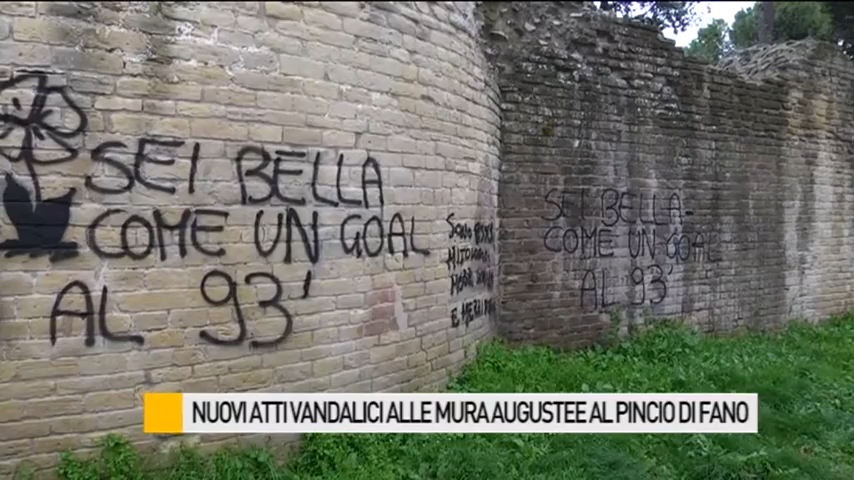 SEI BELLA
COME UN GOAL
AL 93'
SONO
E
SEI BELLA
COME UN GOAL
AL 93'
NUOVI ATTI VANDALICI ALLE MURA AUGUSTEE AL PINCIO DI FANO